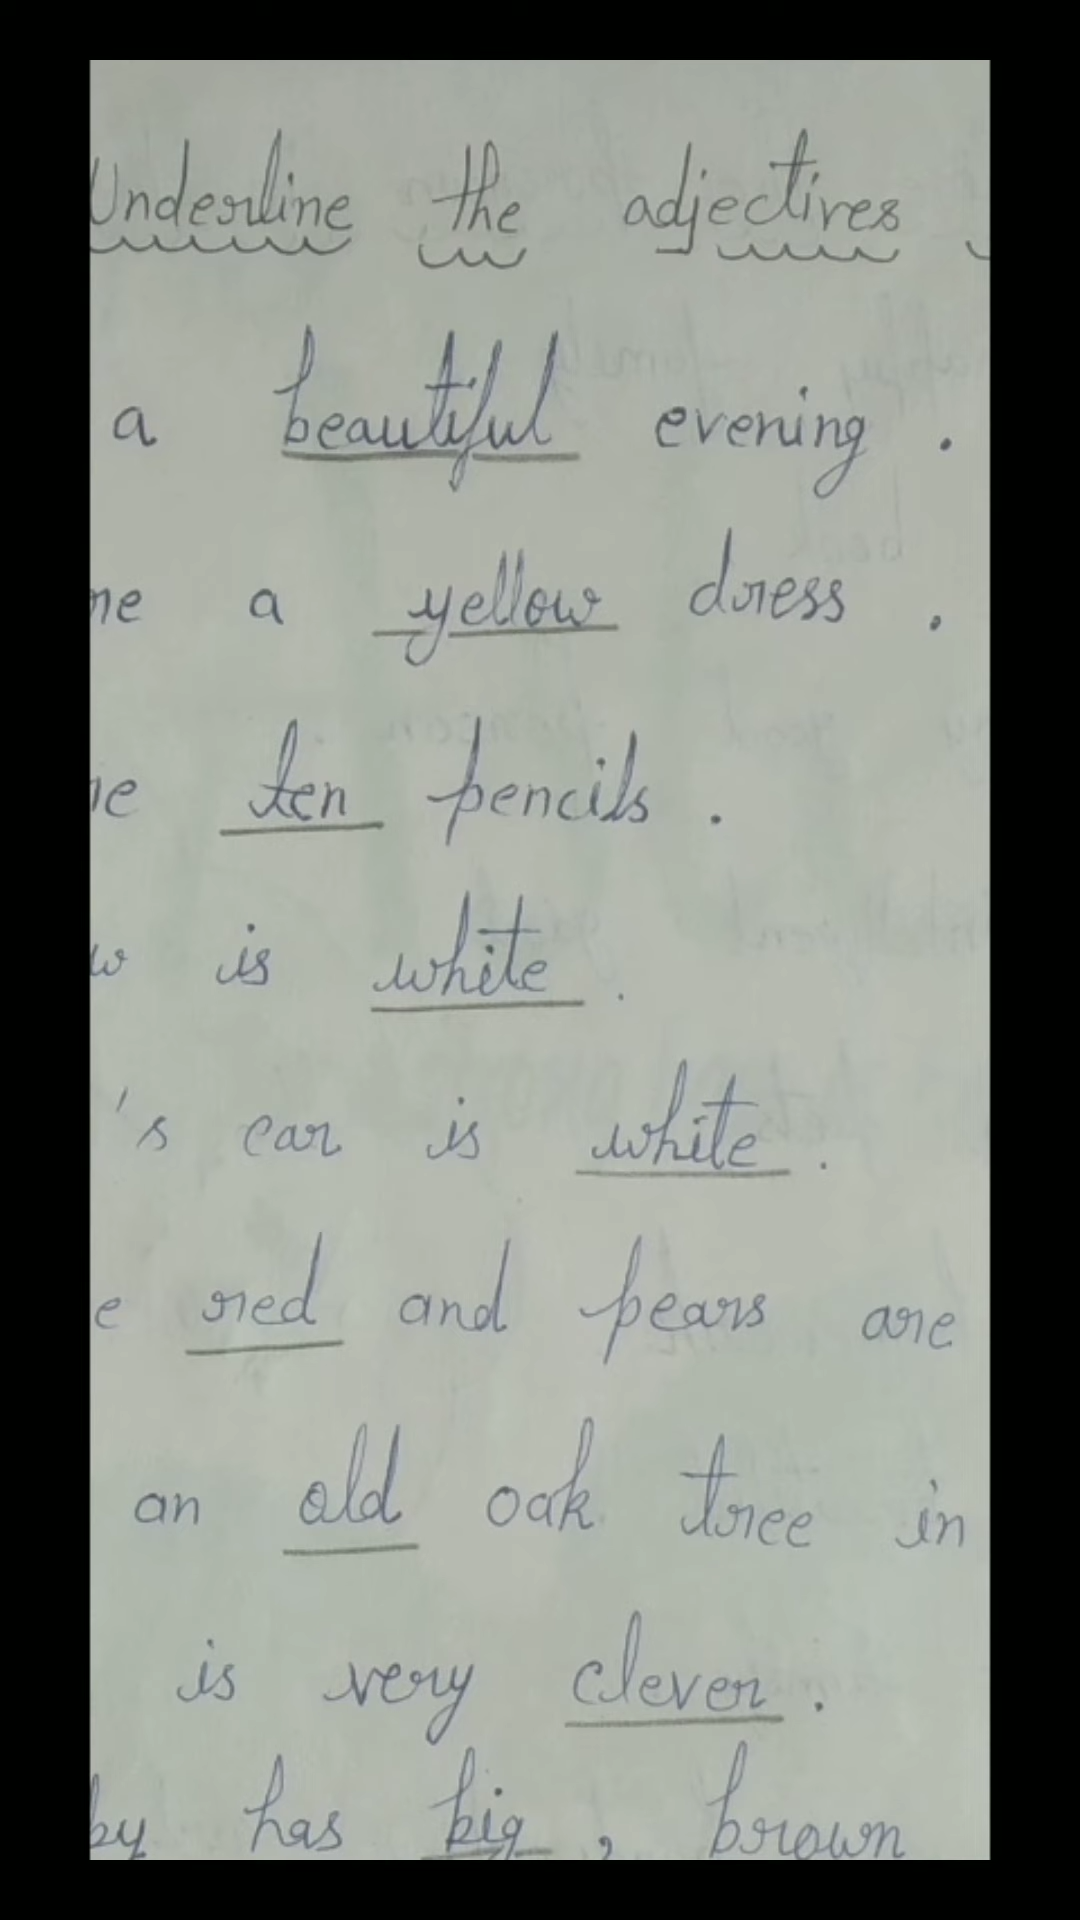 Underline the adjectives
a beautiful evening .
a yellow dress .
ten pencils .
is white .
's car is white .
red and pears are
an old oak tree in
is very clever .
has big , brown